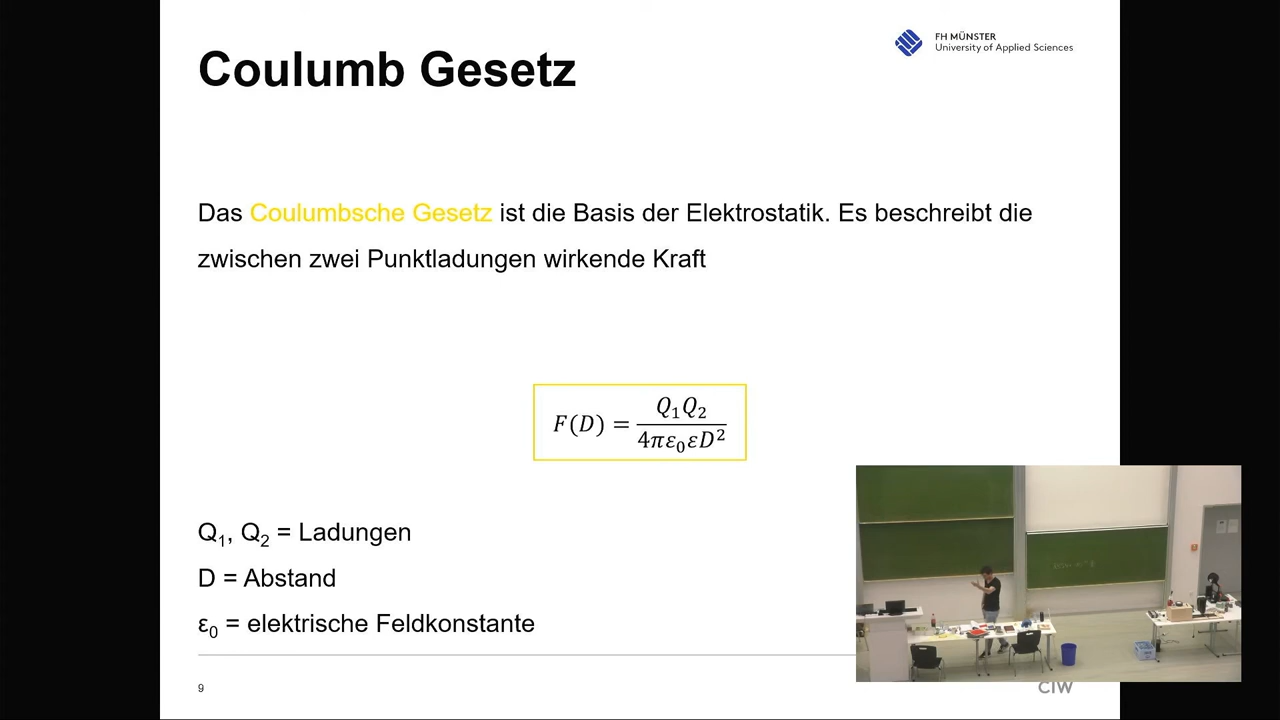 FH MÜNSTER
University of Applied Sciences
Coulumb Gesetz
Das Coulumbsche Gesetz ist die Basis der Elektrostatik. Es beschreibt die
zwischen zwei Punktladungen wirkende Kraft
F(D) = Q₁Q₂ / 4πε₀εD²
Q₁, Q₂ = Ladungen
D = Abstand
ε₀ = elektrische Feldkonstante
9
CIW